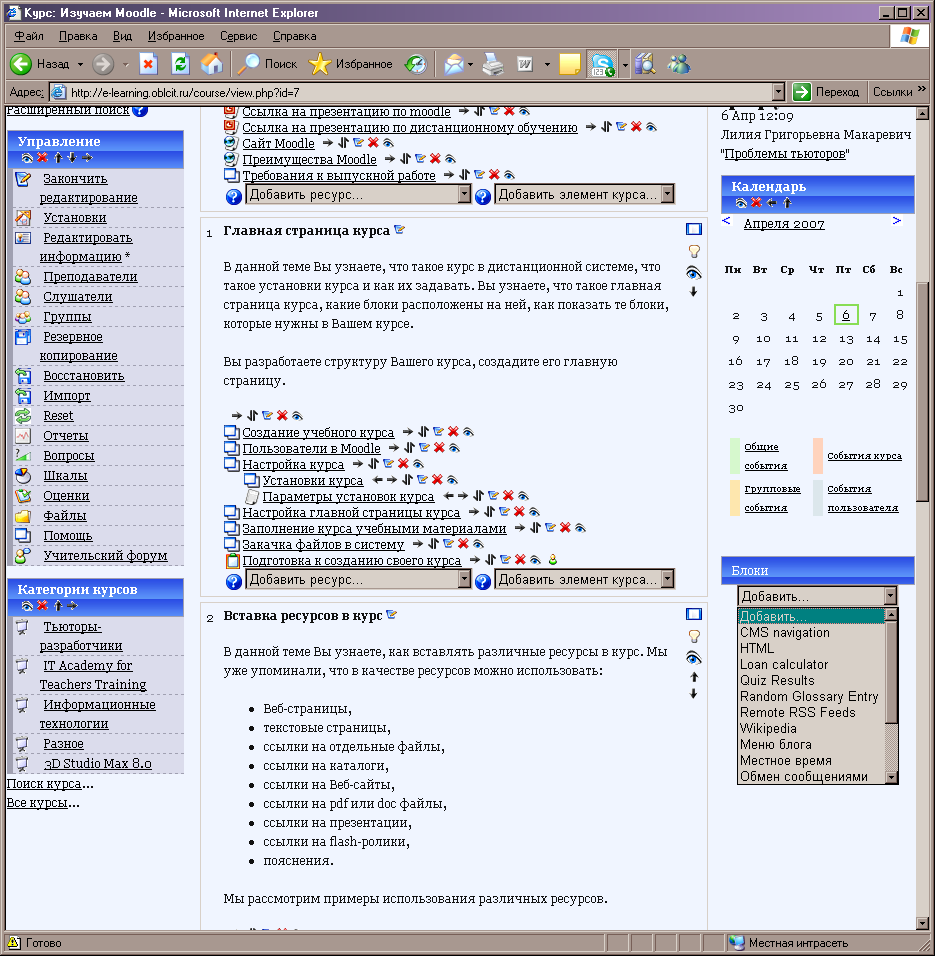 Курс: Изучаем Moodle - Microsoft Internet Explorer
Файл Правка Вид Избранное Сервис Справка
Назад Поиск Избранное
Адрес: http://e-learning.oblcit.ru/course/view.php?id=7 Переход Ссылки »
Расширенный поиск
Управление
Закончить
редактирование
Установки
Редактировать
информацию *
Преподаватели
Слушатели
Группы
Резервное
копирование
Восстановить
Импорт
Reset
Отчеты
Вопросы
Шкалы
Оценки
Файлы
Помощь
Учительский форум
Категории курсов
Тьюторы-
разработчики
IT Academy for
Teachers Training
Информационные
технологии
Разное
3D Studio Max 8.0
Поиск курса...
Все курсы...
Ссылка на презентацию по moodle
Ссылка на презентацию по дистанционному обучению
Сайт Moodle
Преимущества Moodle
Требования к выпускной работе
Добавить ресурс... Добавить элемент курса...
1 Главная страница курса
В данной теме Вы узнаете, что такое курс в дистанционной системе, что
такое установки курса и как их задавать. Вы узнаете, что такое главная
страница курса, какие блоки расположены на ней, как показать те блоки,
которые нужны в Вашем курсе.
Вы разработаете структуру Вашего курса, создадите его главную
страницу.
Создание учебного курса
Пользователи в Moodle
Настройка курса
Установки курса
Параметры установок курса
Настройка главной страницы курса
Заполнение курса учебными материалами
Закачка файлов в систему
Подготовка к созданию своего курса
Добавить ресурс... Добавить элемент курса...
2 Вставка ресурсов в курс
В данной теме Вы узнаете, как вставлять различные ресурсы в курс. Мы
уже упоминали, что в качестве ресурсов можно использовать:
• Веб-страницы,
• текстовые страницы,
• ссылки на отдельные файлы,
• ссылки на каталоги,
• ссылки на Веб-сайты,
• ссылки на pdf или doc файлы,
• ссылки на презентации,
• ссылки на flash-ролики,
• пояснения.
Мы рассмотрим примеры использования различных ресурсов.
6 Апр 12:09
Лилия Григорьевна Макаревич
"Проблемы тьюторов"
Календарь
< Апреля 2007 >
Пн Вт Ср Чт Пт Сб Вс
1
2 3 4 5 6 7 8
9 10 11 12 13 14 15
16 17 18 19 20 21 22
23 24 25 26 27 28 29
30
Общие
события
События курса
Групповые
события
События
пользователя
Блоки
Добавить...
Добавить...
CMS navigation
HTML
Loan calculator
Quiz Results
Random Glossary Entry
Remote RSS Feeds
Wikipedia
Меню блога
Местное время
Обмен сообщениями
Готово Местная интрасеть